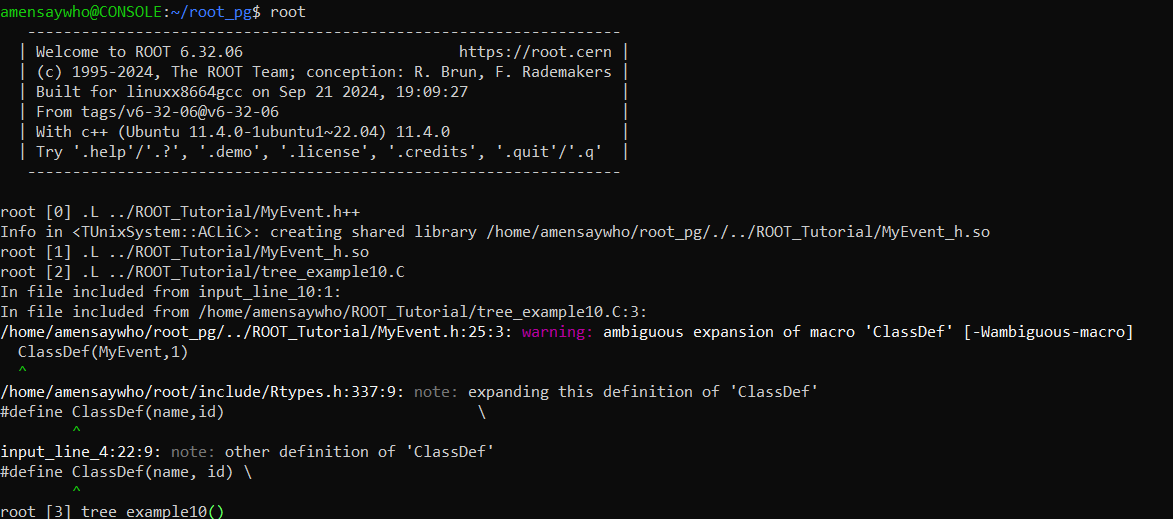 amensaywho@CONSOLE:~/root_pg$ root
------------------------------------------------------------------
| Welcome to ROOT 6.32.06                        https://root.cern |
| (c) 1995-2024, The ROOT Team; conception: R. Brun, F. Rademakers |
| Built for linuxx8664gcc on Sep 21 2024, 19:09:27                 |
| From tags/v6-32-06@v6-32-06                                      |
| With c++ (Ubuntu 11.4.0-1ubuntu1~22.04) 11.4.0                   |
| Try '.help'/'.?', '.demo', '.license', '.credits', '.quit'/'.q'  |
------------------------------------------------------------------
root [0] .L ../ROOT_Tutorial/MyEvent.h++
Info in <TUnixSystem::ACLiC>: creating shared library /home/amensaywho/root_pg/./../ROOT_Tutorial/MyEvent_h.so
root [1] .L ../ROOT_Tutorial/MyEvent_h.so
root [2] .L ../ROOT_Tutorial/tree_example10.C
In file included from input_line_10:1:
In file included from /home/amensaywho/ROOT_Tutorial/tree_example10.C:3:
/home/amensaywho/root_pg/../ROOT_Tutorial/MyEvent.h:25:3: warning: ambiguous expansion of macro 'ClassDef' [-Wambiguous-macro]
  ClassDef(MyEvent,1)
  ^
/home/amensaywho/root/include/Rtypes.h:337:9: note: expanding this definition of 'ClassDef'
#define ClassDef(name,id)                            \
        ^
input_line_4:22:9: note: other definition of 'ClassDef'
#define ClassDef(name, id) \
        ^
root [3] tree_example10()